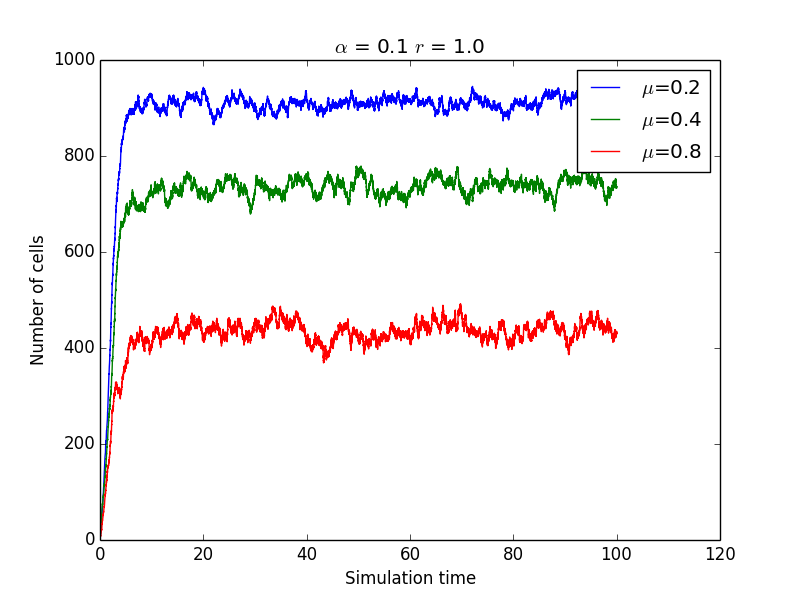 α = 0.1 r = 1.0
1000
800
600
400
200
0
Number of cells
μ=0.2
μ=0.4
μ=0.8
0 20 40 60 80 100 120
Simulation time